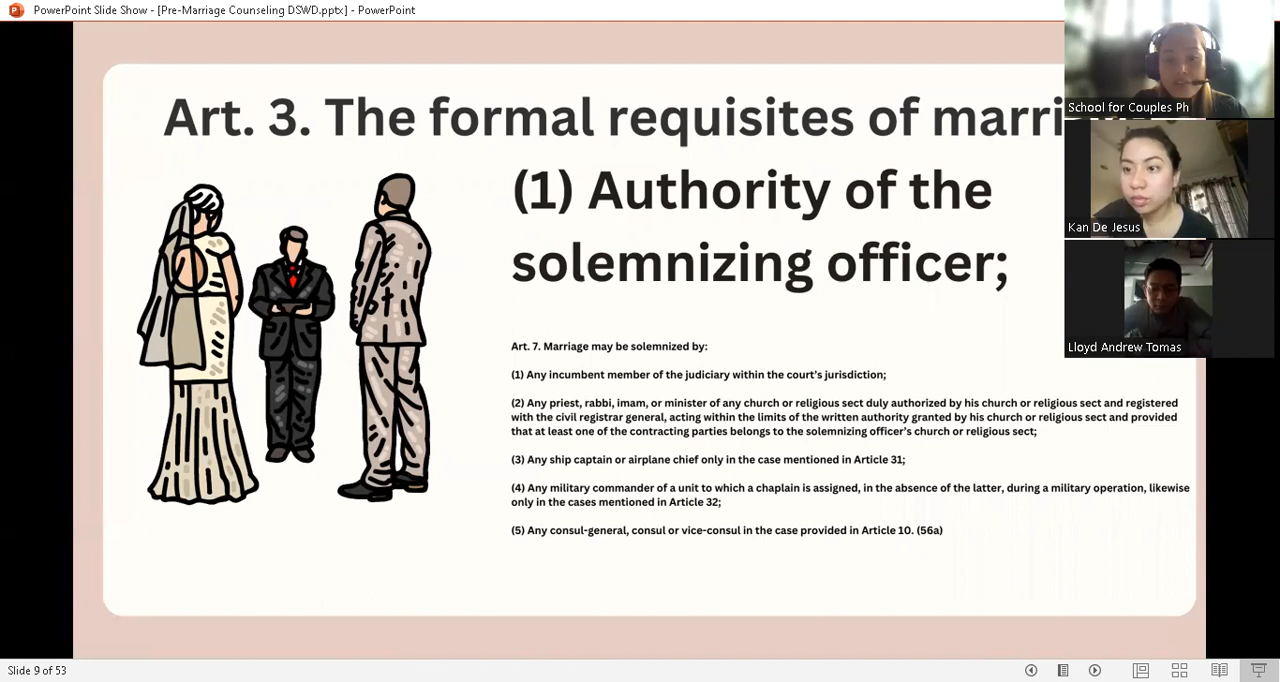 PowerPoint Slide Show - [Pre-Marriage Counseling DSWD.pptx] - PowerPoint
Art. 3. The formal requisites of marri
(1) Authority of the
solemnizing officer;
Art. 7. Marriage may be solemnized by:
(1) Any incumbent member of the judiciary within the court's jurisdiction;
(2) Any priest, rabbi, imam, or minister of any church or religious sect duly authorized by his church or religious sect and registered
with the civil registrar general, acting within the limits of the written authority granted by his church or religious sect and provided
that at least one of the contracting parties belongs to the solemnizing officer's church or religious sect;
(3) Any ship captain or airplane chief only in the case mentioned in Article 31;
(4) Any military commander of a unit to which a chaplain is assigned, in the absence of the latter, during a military operation, likewise
only in the cases mentioned in Article 32;
(5) Any consul-general, consul or vice-consul in the case provided in Article 10. (56a)
School for Couples Ph
Kan De Jesus
Lloyd Andrew Tomas
Slide 9 of 53